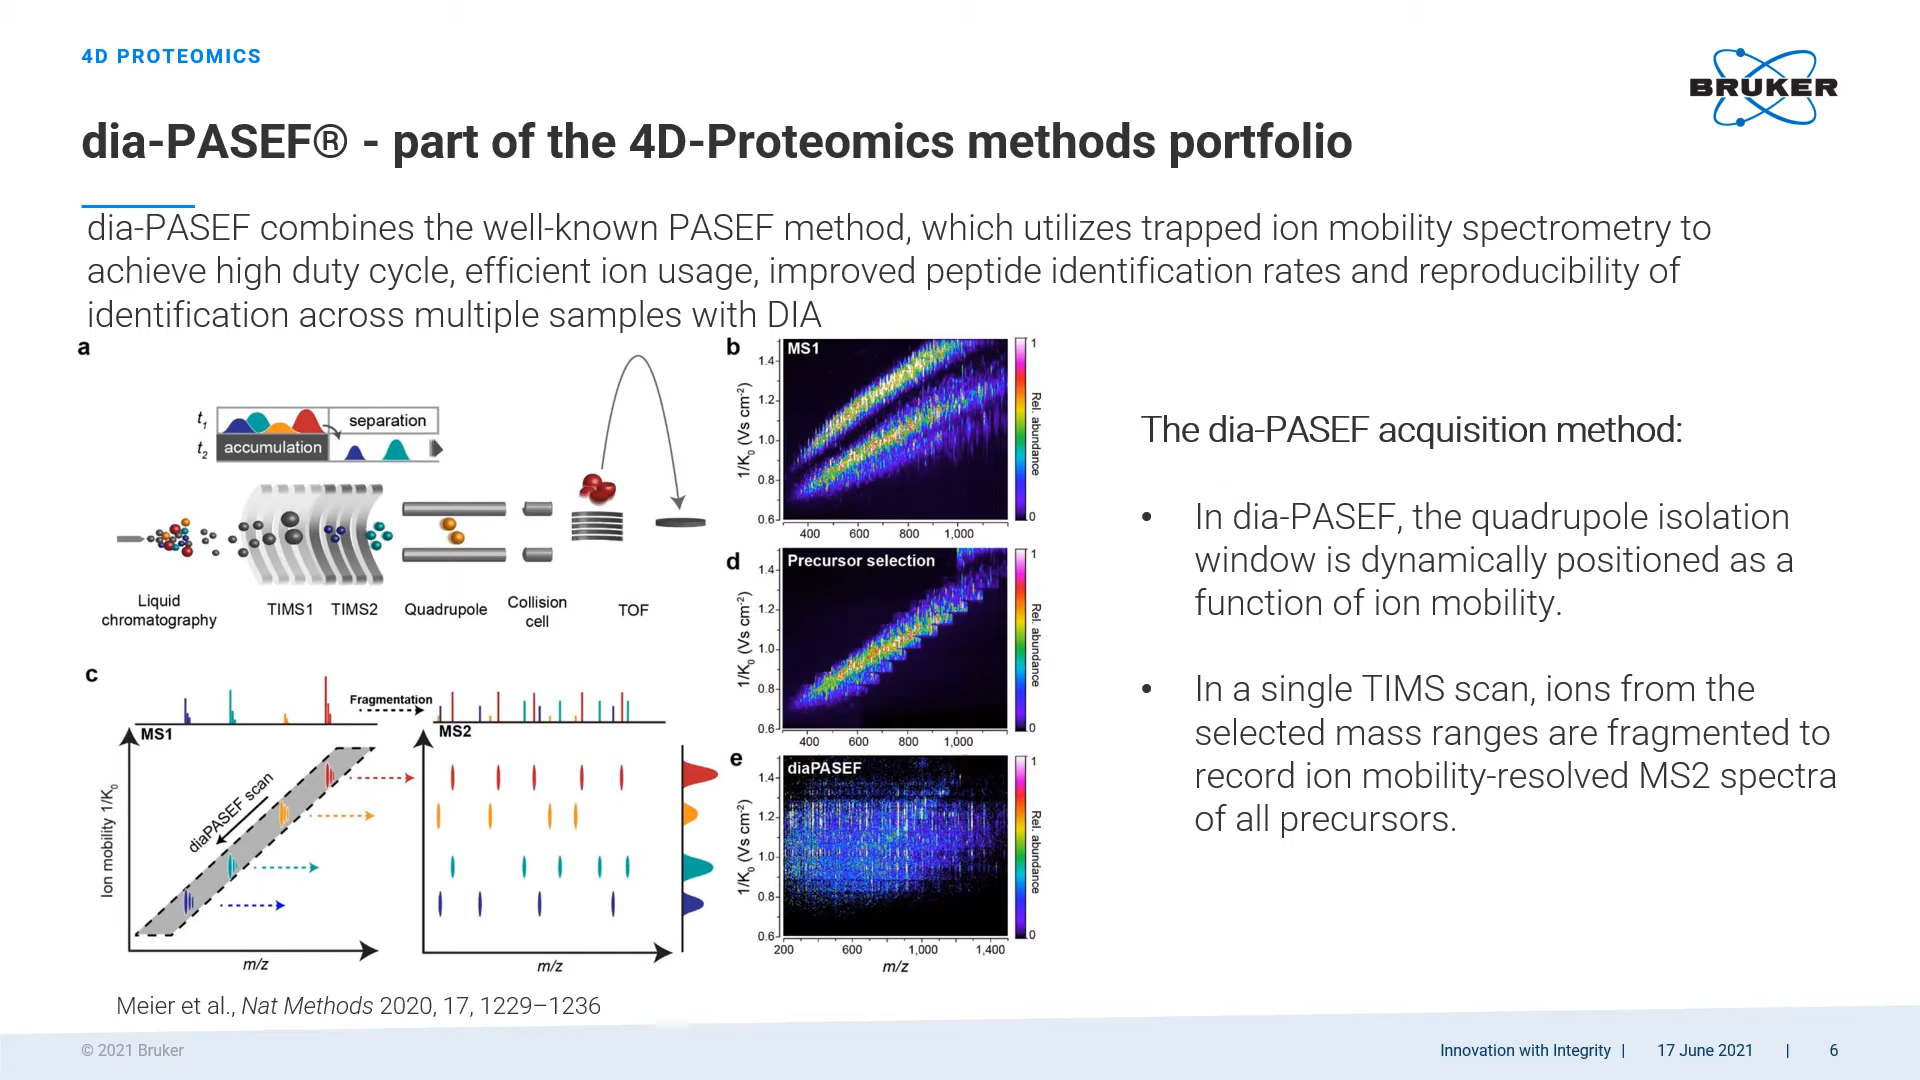 4D PROTEOMICS
BRUKER
dia-PASEF® - part of the 4D-Proteomics methods portfolio
dia-PASEF combines the well-known PASEF method, which utilizes trapped ion mobility spectrometry to
achieve high duty cycle, efficient ion usage, improved peptide identification rates and reproducibility of
identification across multiple samples with DIA
a
t1
separation
t2
accumulation
Liquid
chromatography
TIMS1
TIMS2
Quadrupole
Collision
cell
TOF
b
MS1
1/K0 (Vs cm-2)
1.4
1.2
1.0
0.8
0.6
400 600 800 1,000
1
Rel. abundance
0
c
Fragmentation
MS1
MS2
diaPASEF scan
Ion mobility 1/K0
m/z
m/z
d
Precursor selection
1/K0 (Vs cm-2)
1.4
1.2
1.0
0.8
0.6
400 600 800 1,000
1
Rel. abundance
0
e
diaPASEF
1/K0 (Vs cm-2)
1.4
1.2
1.0
0.8
0.6
200 600 1,000 1,400
m/z
1
Rel. abundance
0
The dia-PASEF acquisition method:
• In dia-PASEF, the quadrupole isolation
window is dynamically positioned as a
function of ion mobility.
• In a single TIMS scan, ions from the
selected mass ranges are fragmented to
record ion mobility-resolved MS2 spectra
of all precursors.
Meier et al., Nat Methods 2020, 17, 1229–1236
© 2021 Bruker
Innovation with Integrity | 17 June 2021 | 6